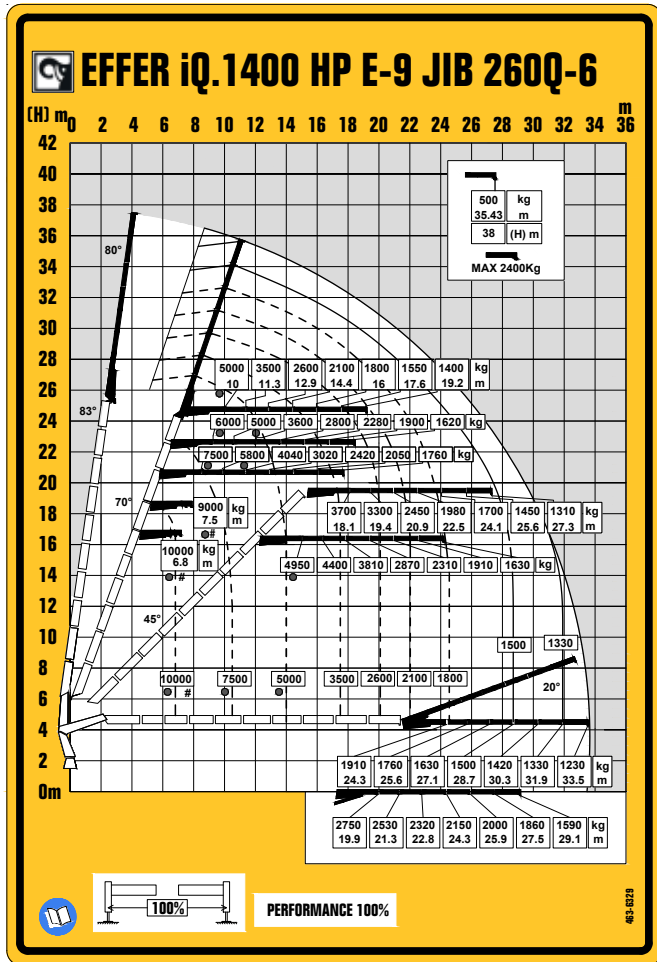 EFFER iQ.1400 HP E-9 JIB 260Q-6
(H) m 0 2 4 6 8 10 12 14 16 18 20 22 24 26 28 30 32 34 36 m
42
40
38
36
34
32
30
28
26
24
22
20
18
16
14
12
10
8
6
4
2
0m
500 kg
35.43 m
38 (H) m
MAX 2400Kg
80°
83°
70°
45°
20°
5000 3500 2600 2100 1800 1550 1400 kg
10 11.3 12.9 14.4 16 17.6 19.2 m
6000 5000 3600 2800 2280 1900 1620 kg
7500 5800 4040 3020 2420 2050 1760 kg
9000 kg
7.5 m
#
3700 3300 2450 1980 1700 1450 1310 kg
18.1 19.4 20.9 22.5 24.1 25.6 27.3 m
10000 kg
6.8 m
#
4950 4400 3810 2870 2310 1910 1630 kg
1500 1330
10000 7500 5000 3500 2600 2100 1800
#
1910 1760 1630 1500 1420 1330 1230 kg
24.3 25.6 27.1 28.7 30.3 31.9 33.5 m
2750 2530 2320 2150 2000 1860 1590 kg
19.9 21.3 22.8 24.3 25.9 27.5 29.1 m
100%
PERFORMANCE 100%
463-6329